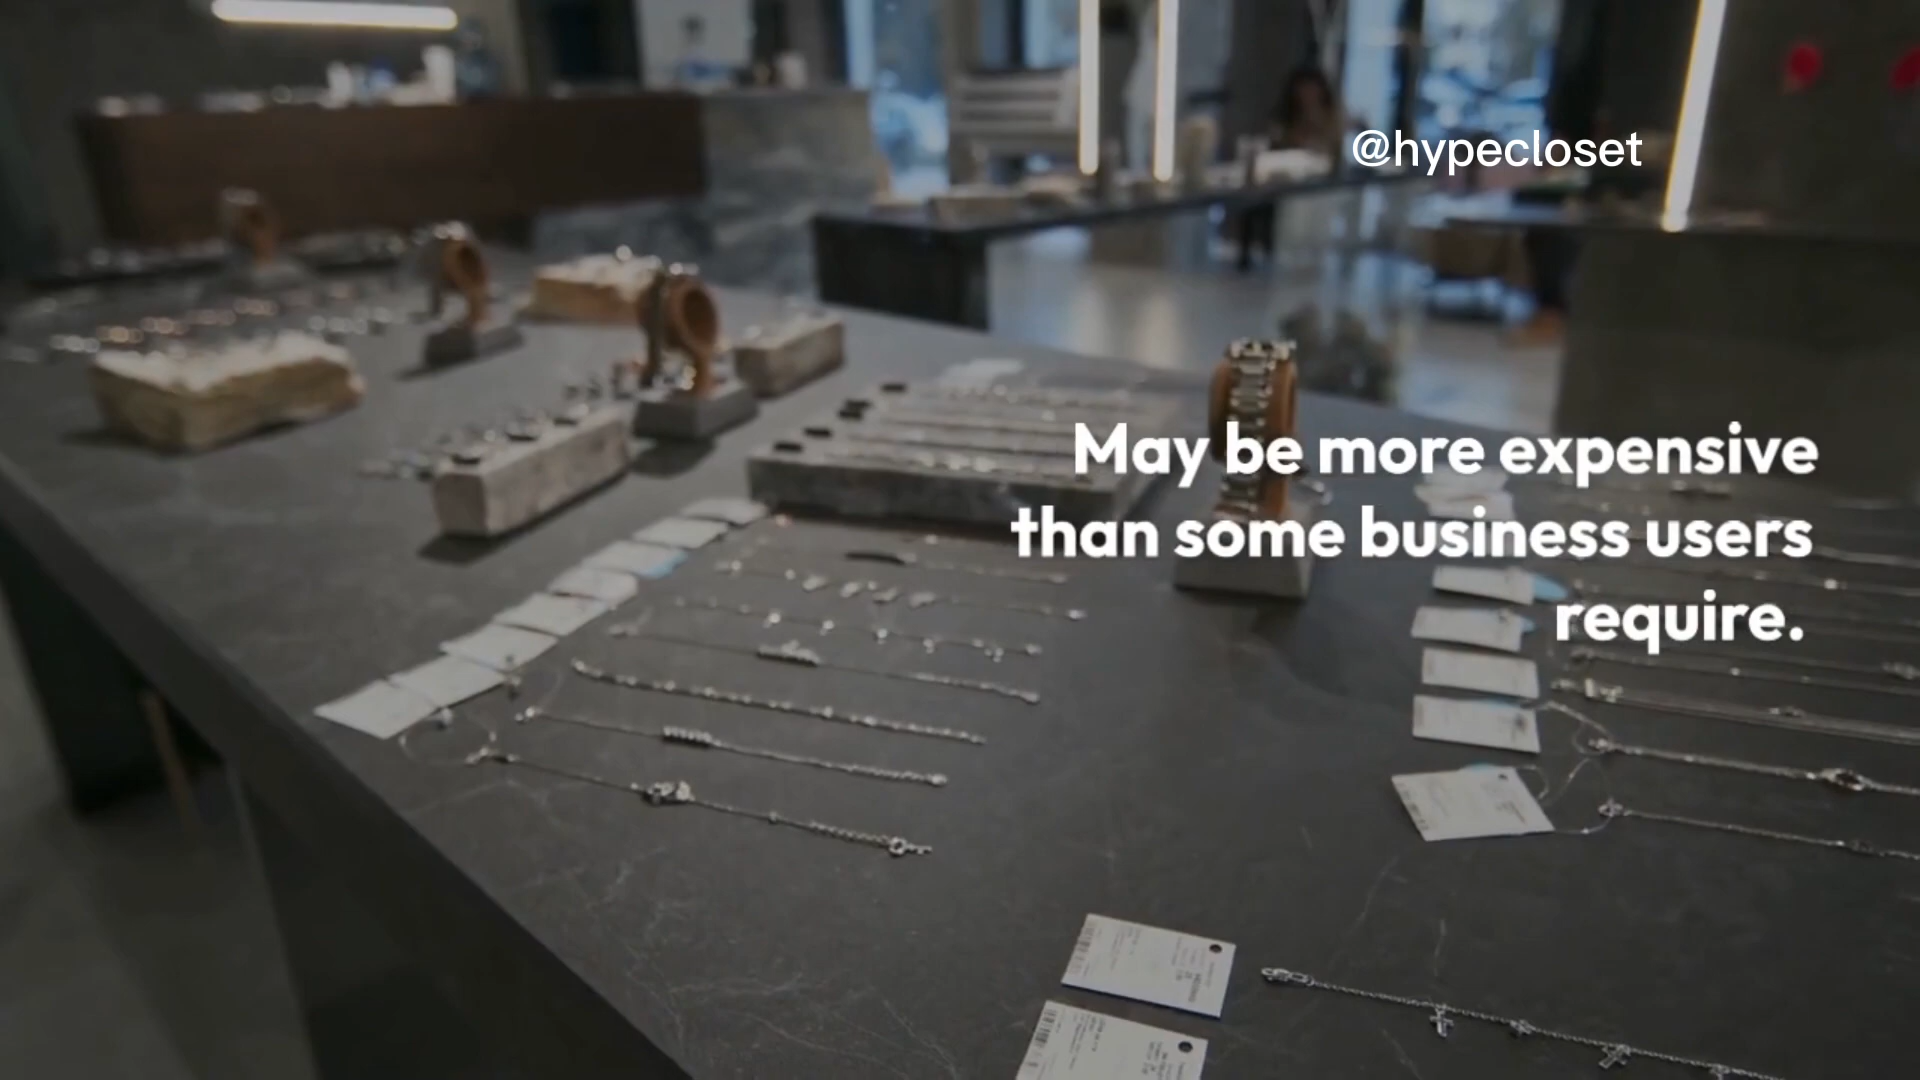 @hypecloset
May be more expensive
than some business users
require.